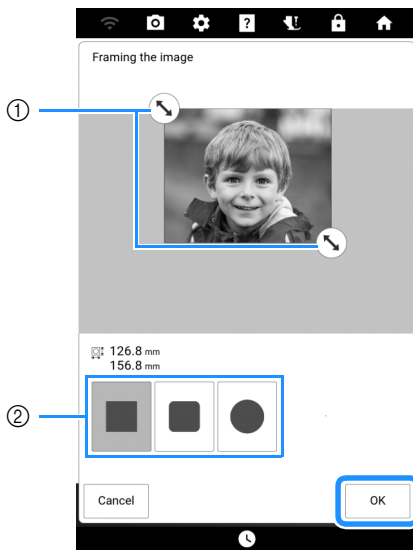 ?
Framing the image
①
126.8 mm
156.8 mm
②
Cancel
OK